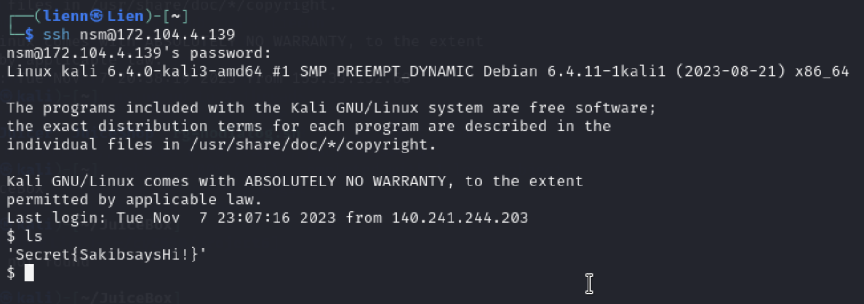 ┌──(lienn㉿Lien)-[~]
└─$ ssh nsm@172.104.4.139
nsm@172.104.4.139's password:
Linux kali 6.4.0-kali3-amd64 #1 SMP PREEMPT_DYNAMIC Debian 6.4.11-1kali1 (2023-08-21) x86_64
The programs included with the Kali GNU/Linux system are free software;
the exact distribution terms for each program are described in the
individual files in /usr/share/doc/*/copyright.
Kali GNU/Linux comes with ABSOLUTELY NO WARRANTY, to the extent
permitted by applicable law.
Last login: Tue Nov  7 23:07:16 2023 from 140.241.244.203
$ ls
'Secret{SakibsaysHi!}'
$